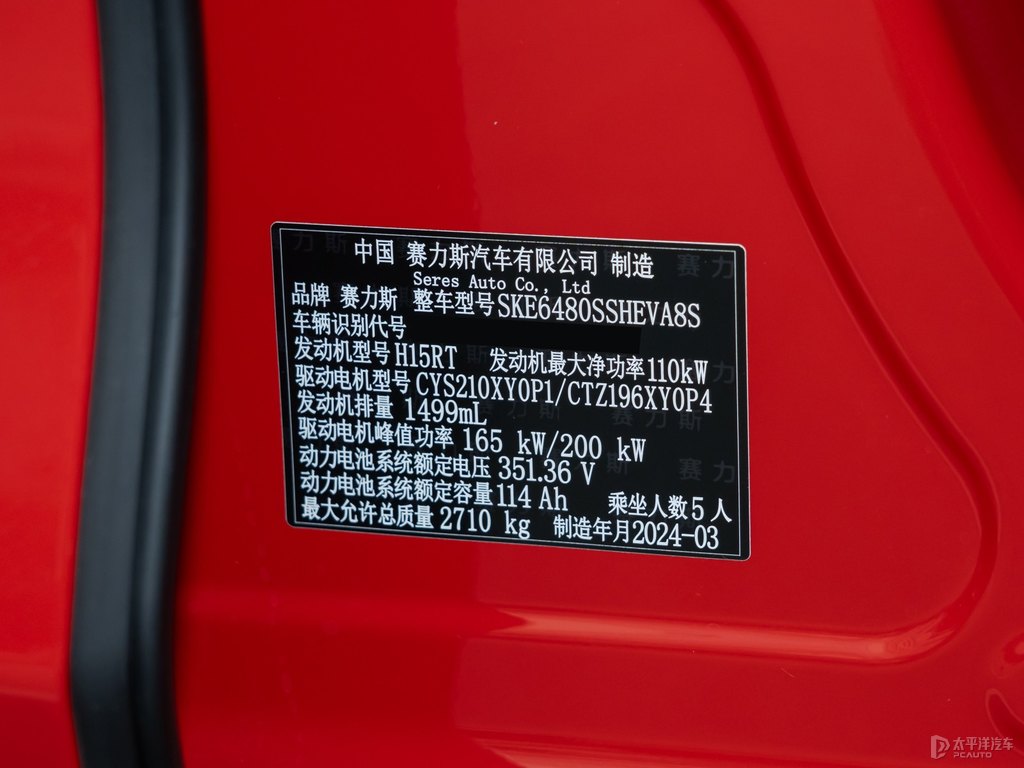 中国 赛力斯汽车有限公司 制造
Seres Auto Co., Ltd
品牌 赛力斯 整车型号 SKE6480SSHEVA8S
车辆识别代号
发动机型号 H15RT 发动机最大净功率 110kW
驱动电机型号 CYS210XY0P1/CTZ196XY0P4
发动机排量 1499mL
驱动电机峰值功率 165 kW/200 kW
动力电池系统额定电压 351.36 V
动力电池系统额定容量 114 Ah 乘坐人数 5 人
最大允许总质量 2710 kg 制造年月 2024-03
太平洋汽车
PCAUTO